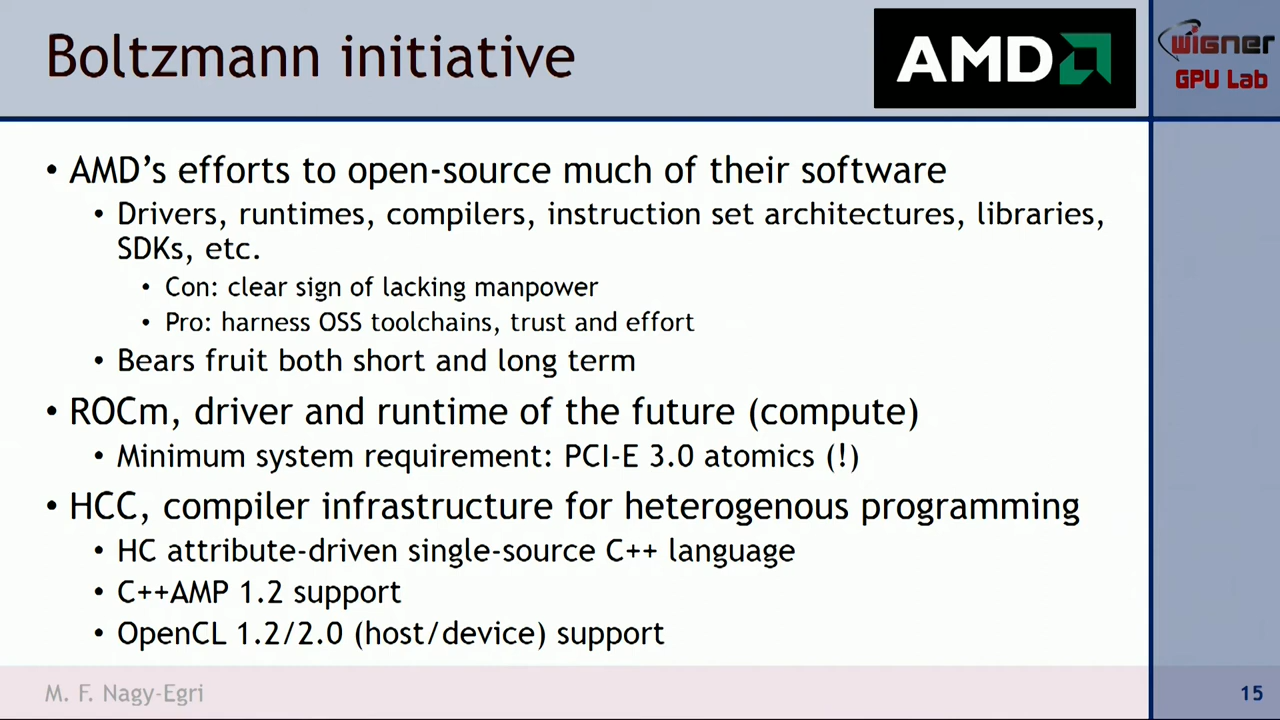 Boltzmann initiative
AMD
wigner
GPU Lab
• AMD's efforts to open-source much of their software
• Drivers, runtimes, compilers, instruction set architectures, libraries,
SDKs, etc.
• Con: clear sign of lacking manpower
• Pro: harness OSS toolchains, trust and effort
• Bears fruit both short and long term
• ROCm, driver and runtime of the future (compute)
• Minimum system requirement: PCI-E 3.0 atomics (!)
• HCC, compiler infrastructure for heterogenous programming
• HC attribute-driven single-source C++ language
• C++AMP 1.2 support
• OpenCL 1.2/2.0 (host/device) support
M. F. Nagy-Egri
15